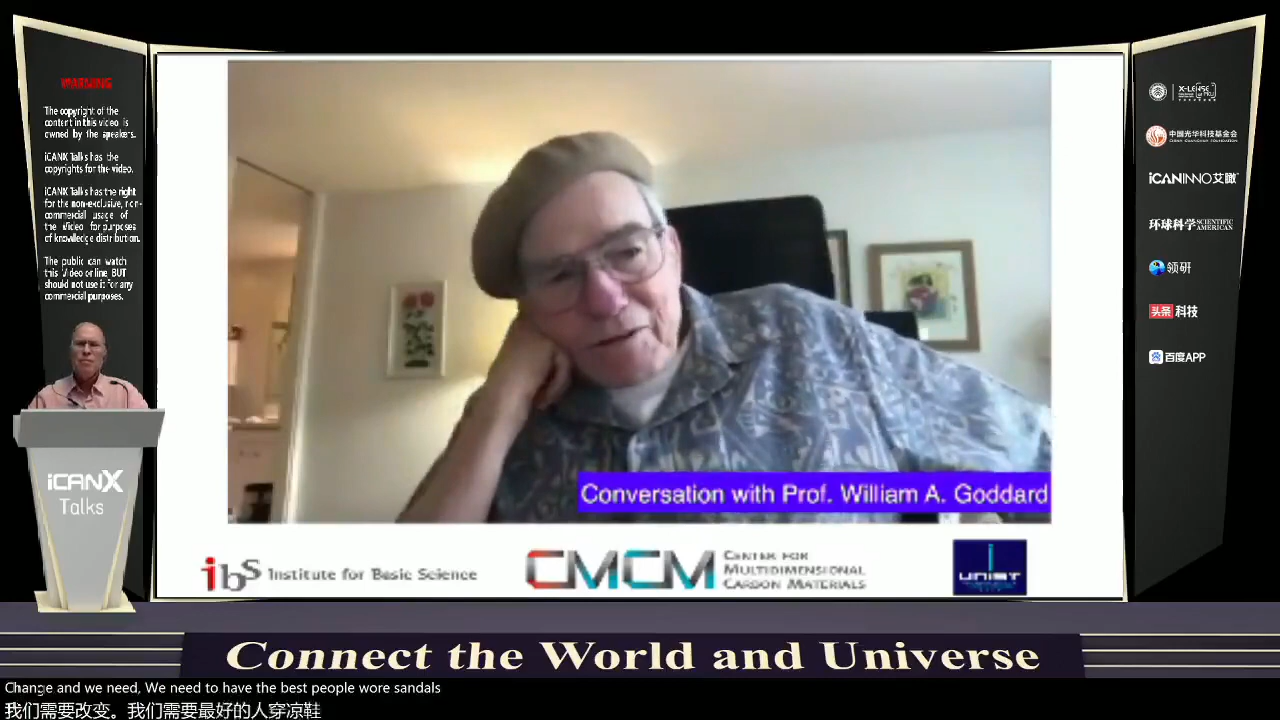 WARNING
The copyright of the
content in this video is
owned by the speakers.
iCANX Talks has the
copyrights for the video.
iCANX Talks has the right
for the non-exclusive, non-
commercial usage of
the Video for purposes
of knowledge distribution.
The public can watch
this Video online, BUT
should not use it for any
commercial purposes.
iCANX
Talks
Conversation with Prof. William A. Goddard
ibs Institute for Basic Science
CMCM
CENTER FOR
MULTIDIMENSIONAL
CARBON MATERIALS
UNIST
X-LENSE
中国光华科技基金会
CHINA GUANGHUA FOUNDATION
iCANINNO艾瞰
环球科学 SCIENTIFIC AMERICAN
领研
头条 科技
百度APP
Connect the World and Universe
Change and we need, We need to have the best people wore sandals
我们需要改变。我们需要最好的人穿凉鞋